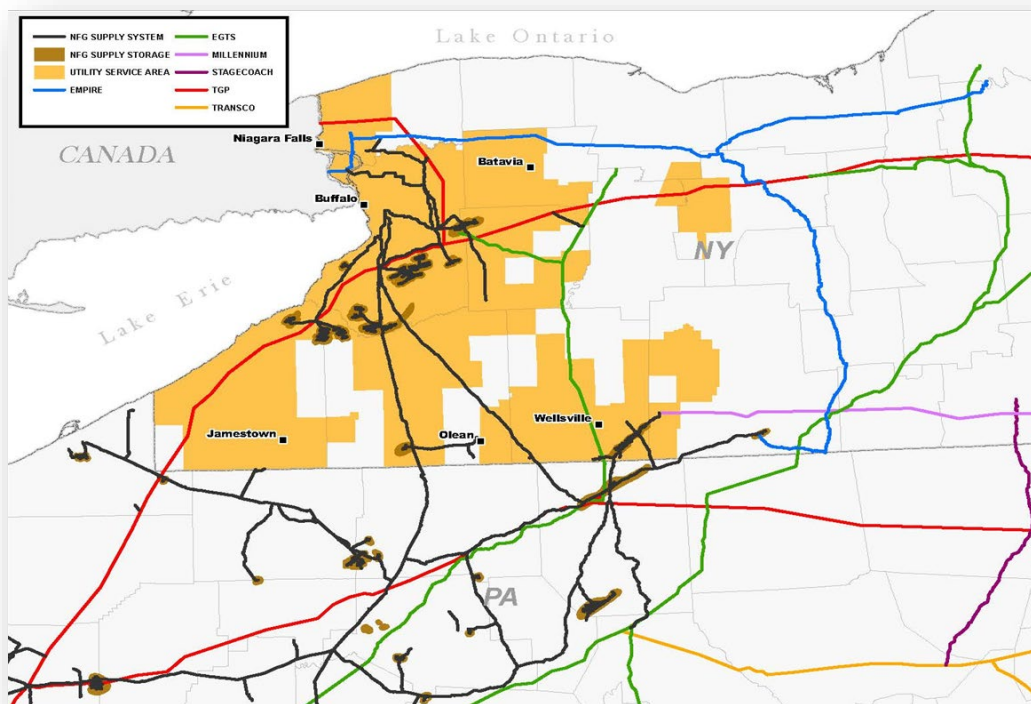 NFG SUPPLY SYSTEM
NFG SUPPLY STORAGE
UTILITY SERVICE AREA
EMPIRE
EGTS
MILLENNIUM
STAGECOACH
TGP
TRANSCO
Lake Ontario
Niagara Falls
CANADA
Batavia
Buffalo
NY
Lake Erie
Wellsville
Jamestown
Olean
PA